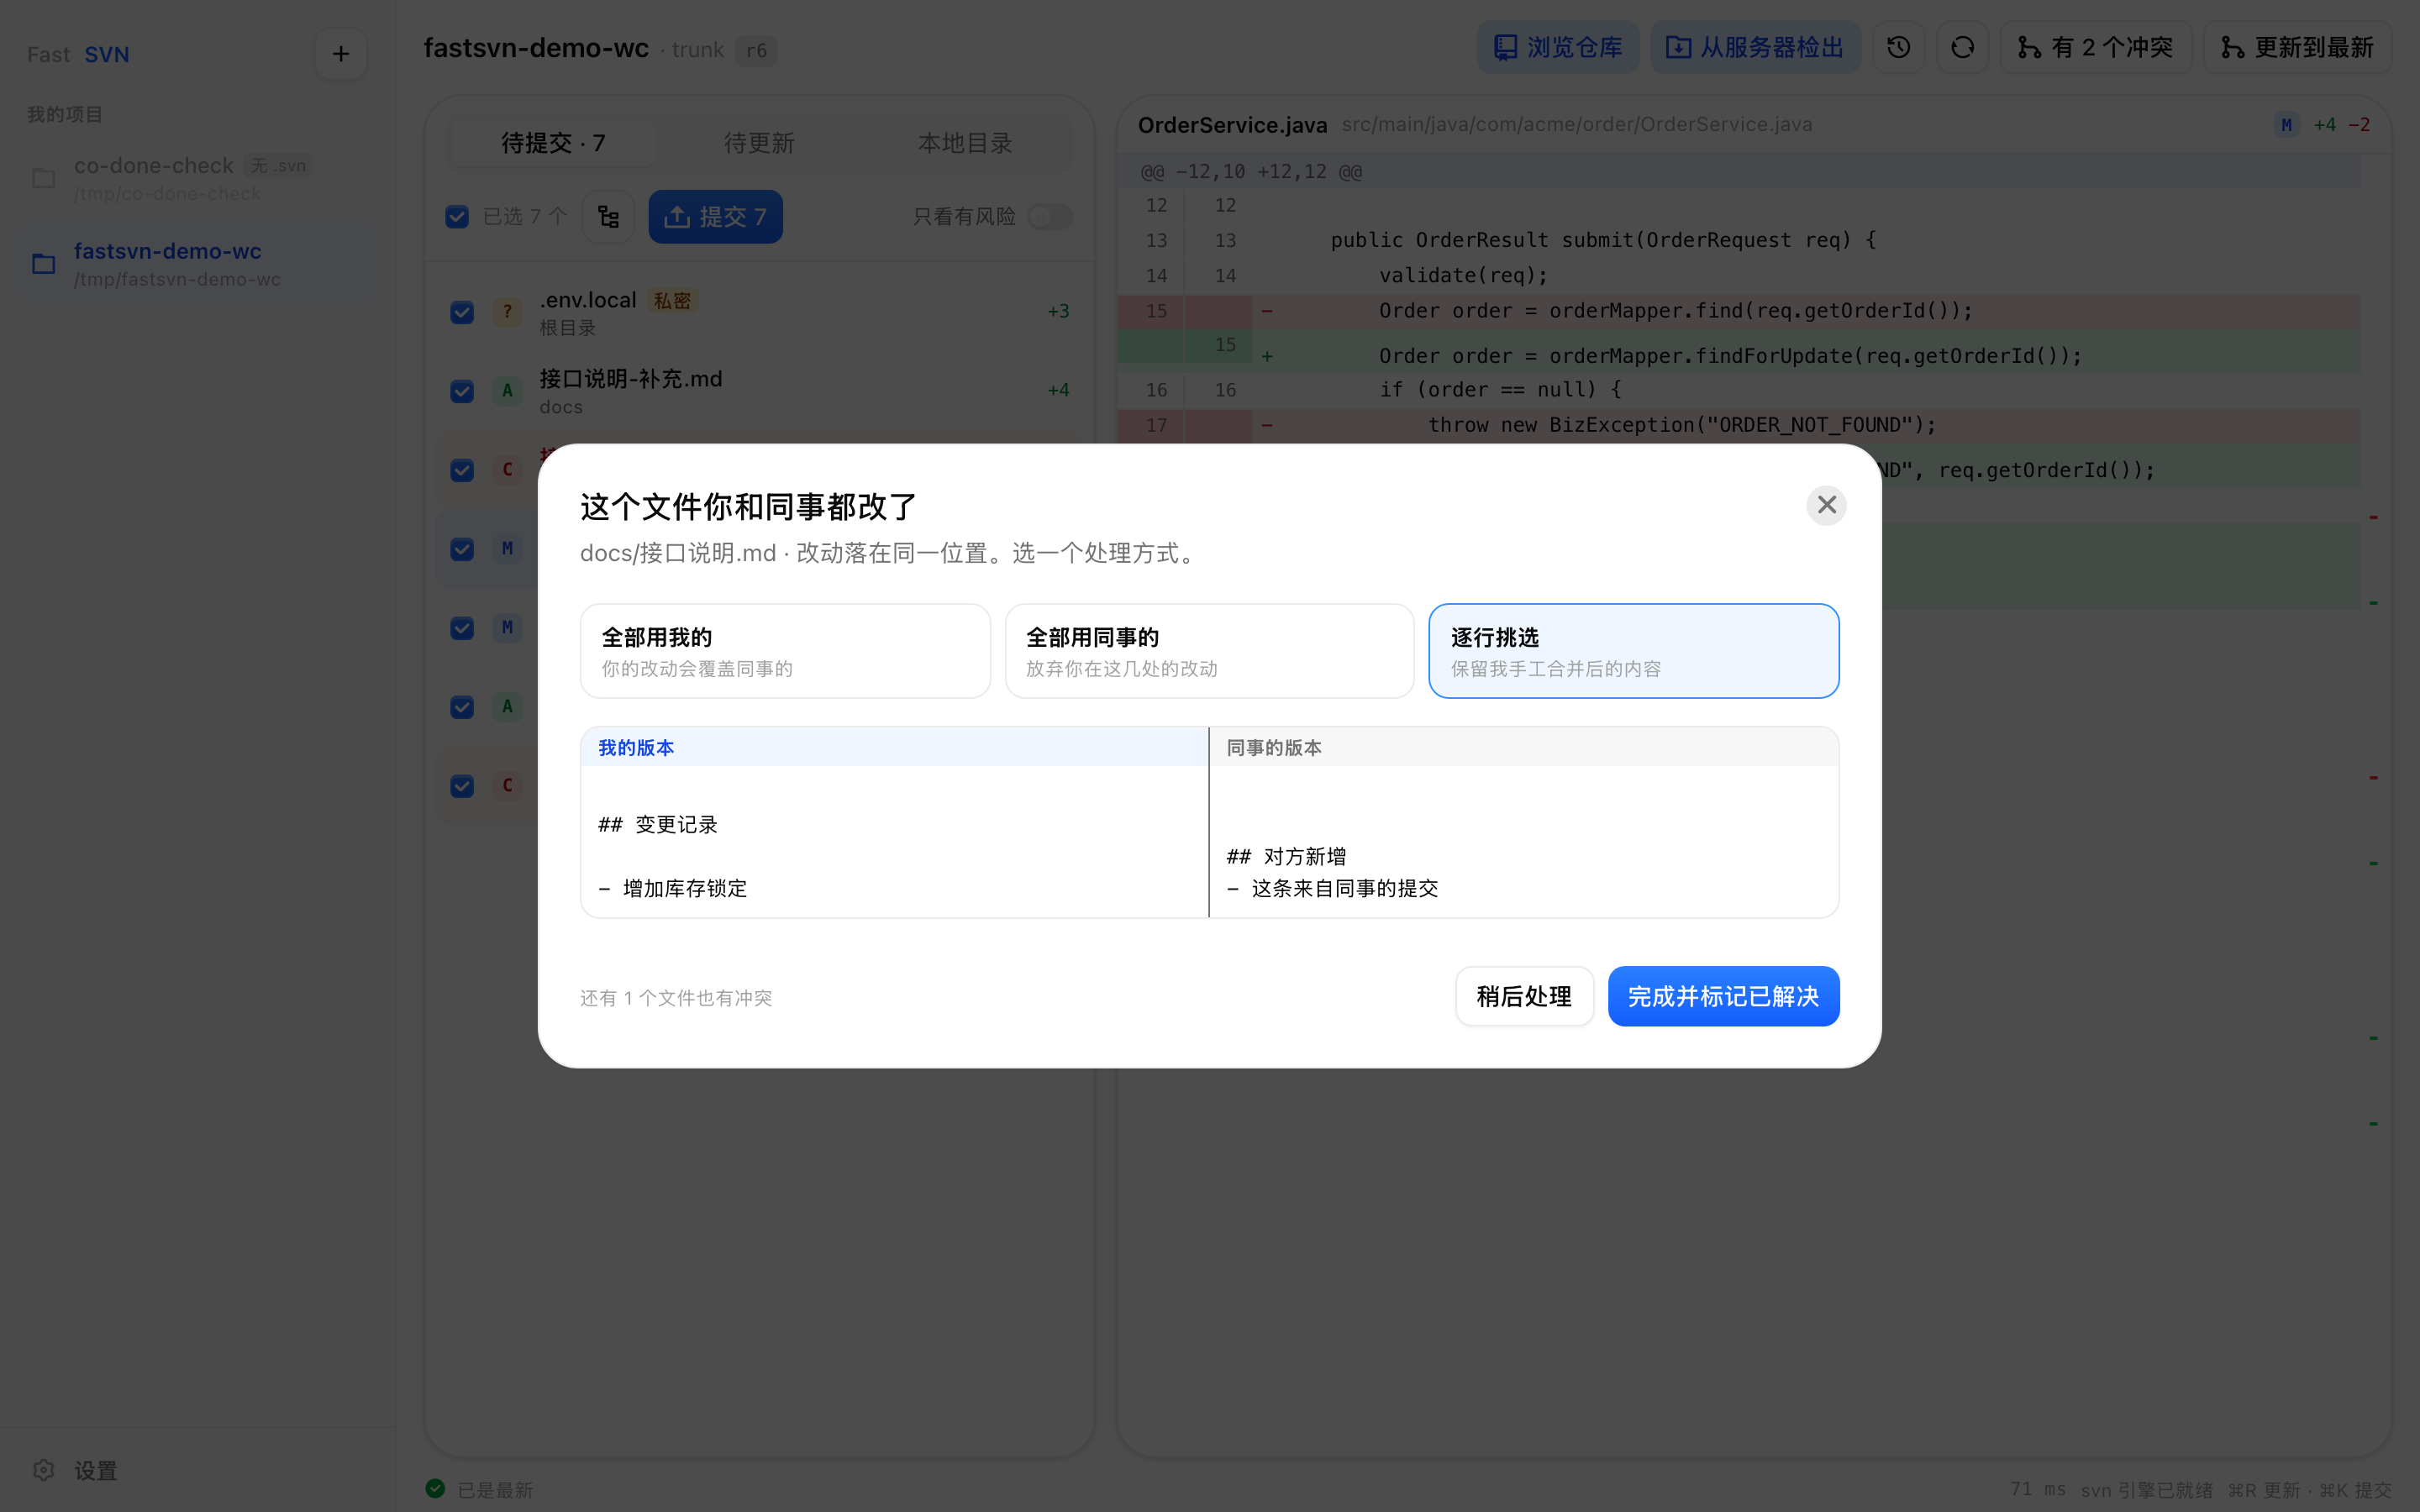 Fast SVN
我的项目
co-done-check 无 .svn
/tmp/co-done-check
fastsvn-demo-wc
/tmp/fastsvn-demo-wc
设置
fastsvn-demo-wc · trunk r6
浏览仓库
从服务器检出
有 2 个冲突
更新到最新
待提交 · 7
待更新
本地目录
已选 7 个
提交 7
只看有风险
? .env.local 私密 +3
根目录
A 接口说明-补充.md +4
docs
C
M
M
A
C
OrderService.java src/main/java/com/acme/order/OrderService.java M +4 −2
@@ −12,10 +12,12 @@
12 12
13 13 public OrderResult submit(OrderRequest req) {
14 14 validate(req);
15 − Order order = orderMapper.find(req.getOrderId());
15 + Order order = orderMapper.findForUpdate(req.getOrderId());
16 16 if (order == null) {
17 − throw new BizException("ORDER_NOT_FOUND");
ND", req.getOrderId());
这个文件你和同事都改了
docs/接口说明.md · 改动落在同一位置。选一个处理方式。
全部用我的
你的改动会覆盖同事的
全部用同事的
放弃你在这几处的改动
逐行挑选
保留我手工合并后的内容
我的版本
## 变更记录
− 增加库存锁定
同事的版本
## 对方新增
− 这条来自同事的提交
还有 1 个文件也有冲突
稍后处理
完成并标记已解决
已是最新
71 ms svn 引擎已就绪 ⌘R 更新 · ⌘K 提交